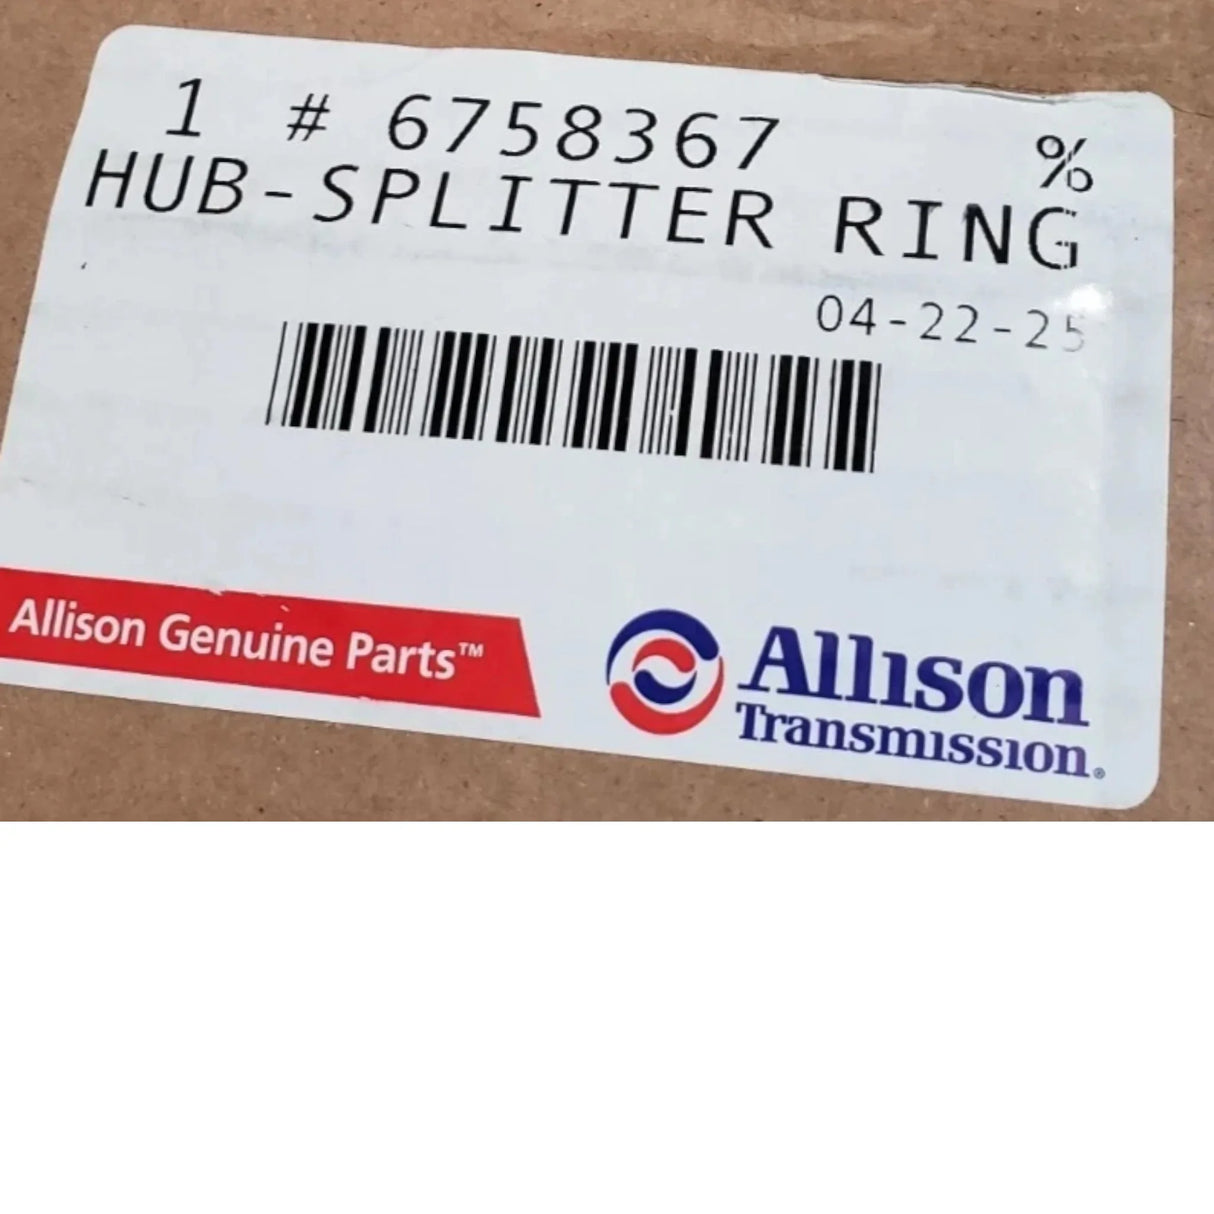 1 # 6758367 %
HUB-SPLITTER RING
04-22-25
Allison Genuine Parts™
Allison
Transmission®